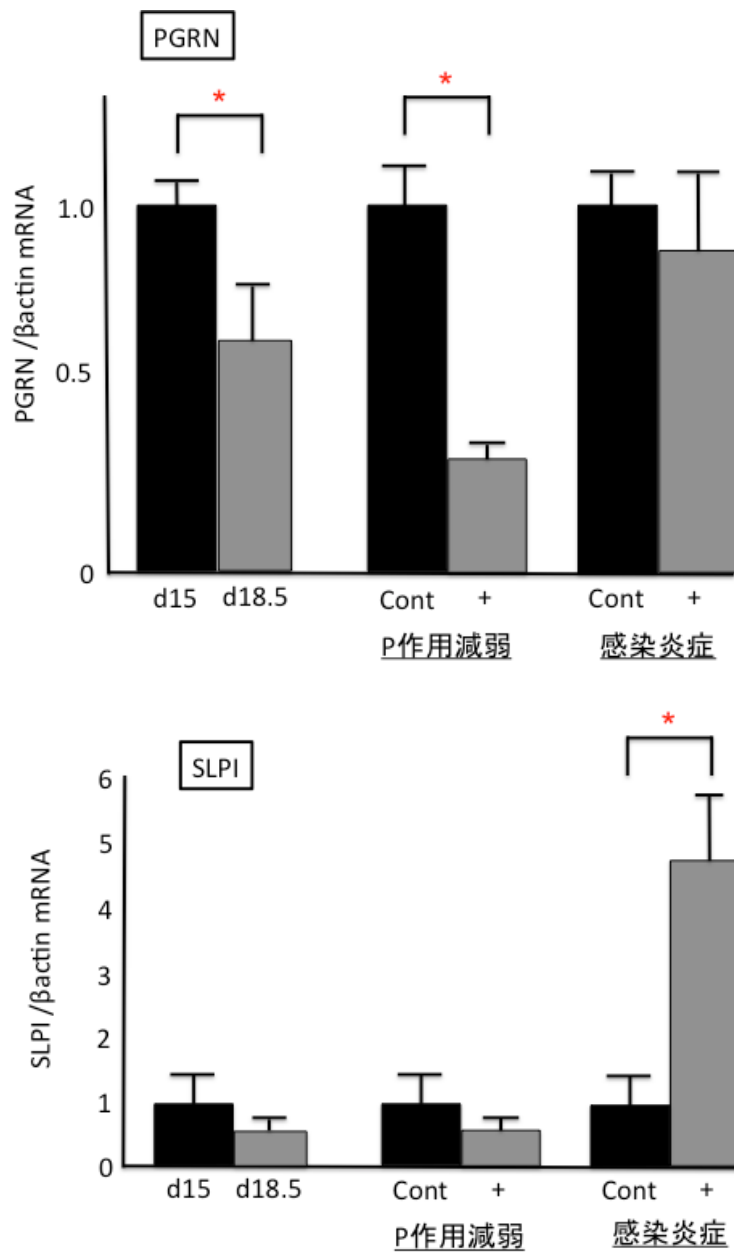 PGRN
*
*
PGRN /βactin mRNA
1.0
0.5
0
d15 d18.5
Cont +
Cont +
P作用減弱
感染炎症
SLPI
*
SLPI /βactin mRNA
6
5
4
3
2
1
0
d15 d18.5
Cont +
Cont +
P作用減弱
感染炎症